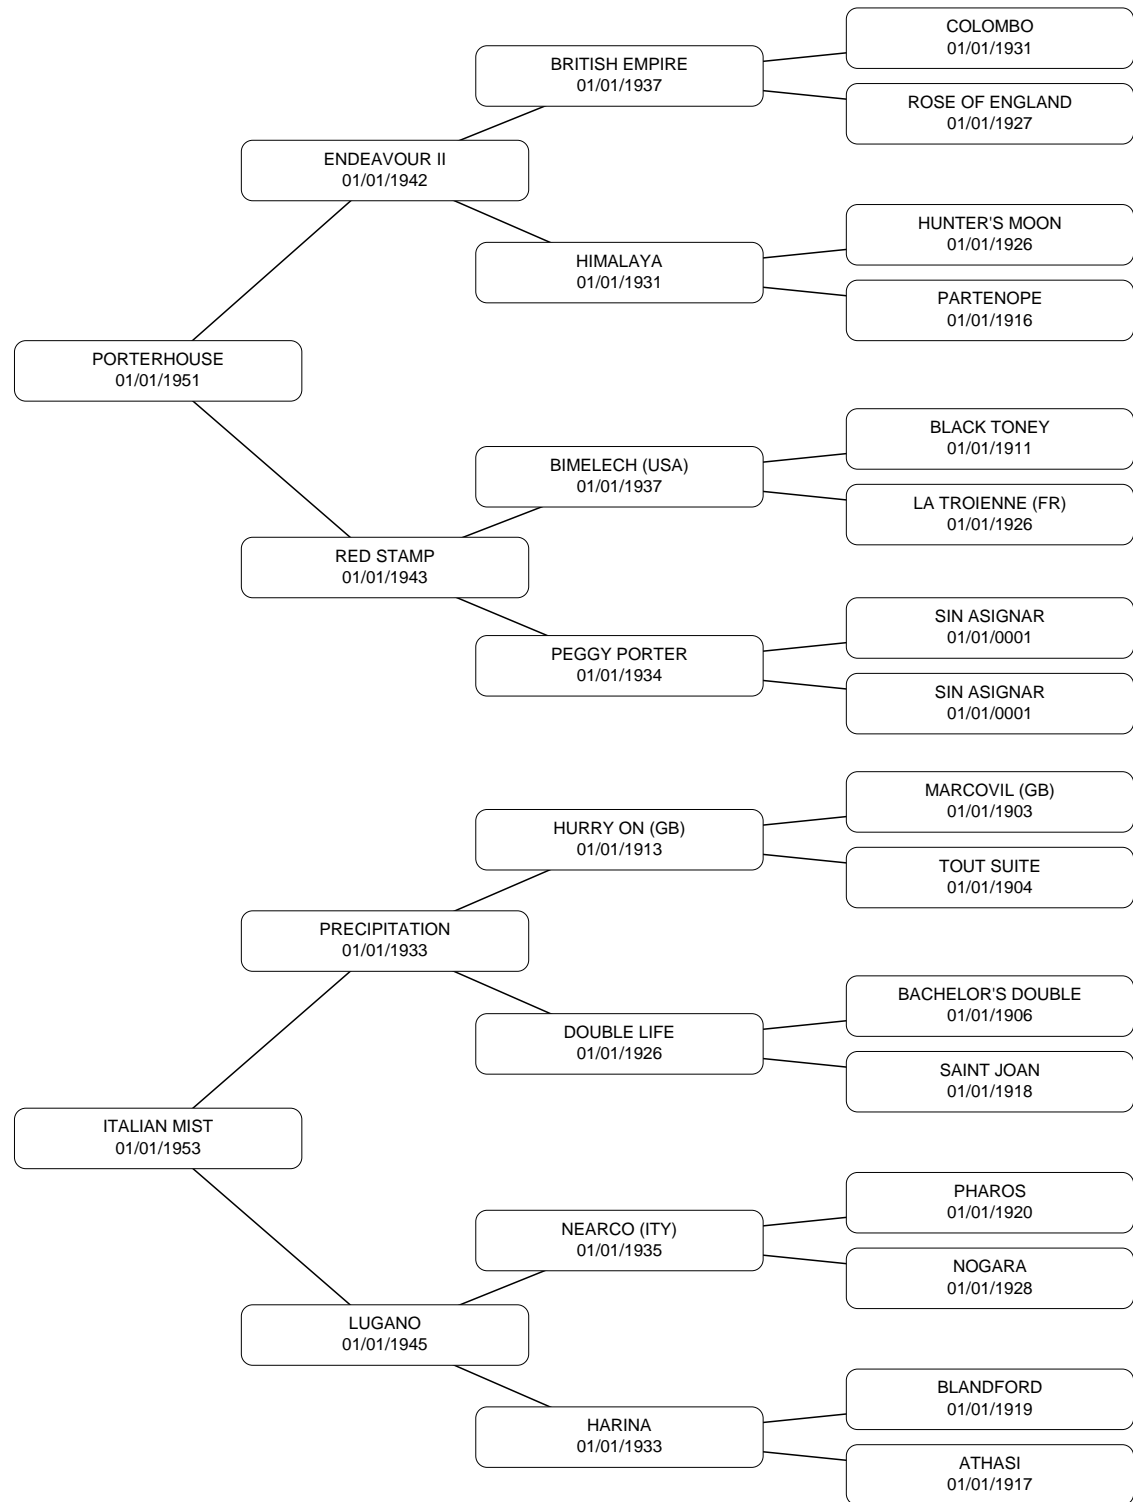 COLOMBO
01/01/1931
BRITISH EMPIRE
01/01/1937
ROSE OF ENGLAND
01/01/1927
ENDEAVOUR II
01/01/1942
HUNTER'S MOON
01/01/1926
HIMALAYA
01/01/1931
PARTENOPE
01/01/1916
PORTERHOUSE
01/01/1951
BLACK TONEY
01/01/1911
BIMELECH (USA)
01/01/1937
LA TROIENNE (FR)
01/01/1926
RED STAMP
01/01/1943
SIN ASIGNAR
01/01/0001
PEGGY PORTER
01/01/1934
SIN ASIGNAR
01/01/0001
MARCOVIL (GB)
01/01/1903
HURRY ON (GB)
01/01/1913
TOUT SUITE
01/01/1904
PRECIPITATION
01/01/1933
BACHELOR'S DOUBLE
01/01/1906
DOUBLE LIFE
01/01/1926
SAINT JOAN
01/01/1918
ITALIAN MIST
01/01/1953
PHAROS
01/01/1920
NEARCO (ITY)
01/01/1935
NOGARA
01/01/1928
LUGANO
01/01/1945
BLANDFORD
01/01/1919
HARINA
01/01/1933
ATHASI
01/01/1917